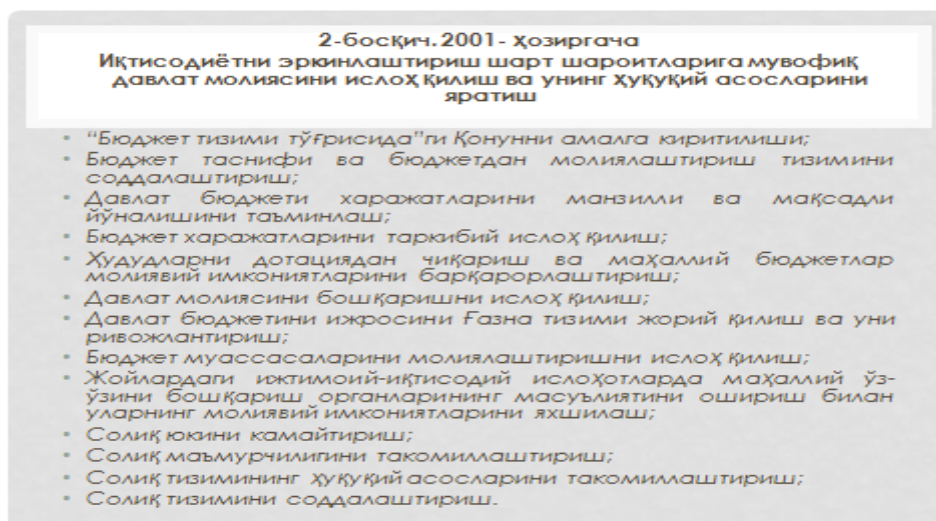 2-босқич. 2001- ҳозиргача
Иқтисодиётни эркинлаштириш шарт шароитларига мувофиқ
давлат молиясини ислоҳ қилиш ва унинг ҳуқуқий асосларини
яратиш
• “Бюджет тизими тўғрисида”ги Қонунни амалга киритилиши;
• Бюджет таснифи ва бюджетдан молиялаштириш тизимини
соддалаштириш;
• Давлат бюджети харажатларини манзилли ва мақсадли
йўналишини таъминлаш;
• Бюджет харажатларини таркибий ислоҳ қилиш;
• Ҳудудларни дотациядан чиқариш ва маҳаллий бюджетлар
молиявий имкониятларини барқарорлаштириш;
• Давлат молиясини бошқаришни ислоҳ қилиш;
• Давлат бюджетини ижросини Ғазна тизими жорий қилиш ва уни
ривожлантириш;
• Бюджет муассасаларини молиялаштиришни ислоҳ қилиш;
• Жойлардаги ижтимоий-иқтисодий ислоҳотларда маҳаллий ўз-
ўзини бошқариш органларининг масъулиятини ошириш билан
уларнинг молиявий имкониятларини яхшилаш;
• Солиқ юкини камайтириш;
• Солиқ маъмурчилигини такомиллаштириш;
• Солиқ тизимининг ҳуқуқий асосларини такомиллаштириш;
• Солиқ тизимини соддалаштириш.